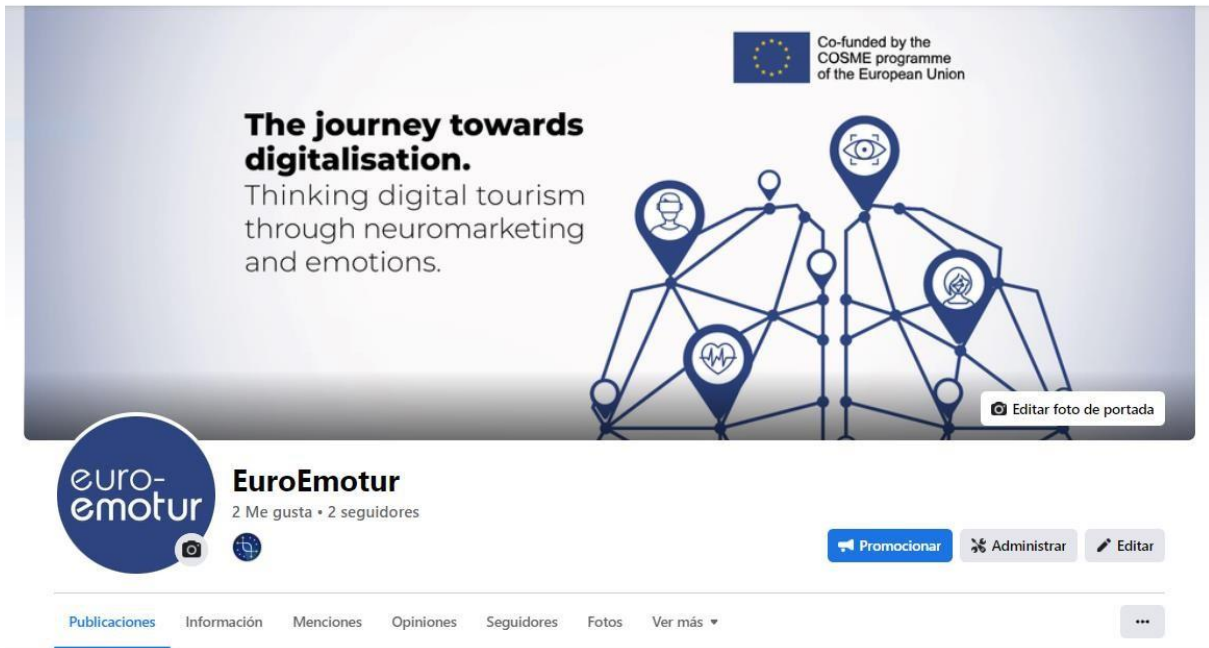 Co-funded by the
COSME programme
of the European Union
The journey towards
digitalisation.
Thinking digital tourism
through neuromarketing
and emotions.
Editar foto de portada
euro-
emotur
EuroEmotur
2 Me gusta • 2 seguidores
Promocionar
Administrar
Editar
Publicaciones
Información
Menciones
Opiniones
Seguidores
Fotos
Ver más